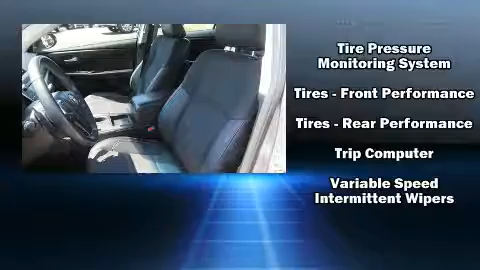 Tire Pressure
Monitoring System
Tires - Front Performance
Tires - Rear Performance
Trip Computer
Variable Speed
Intermittent Wipers